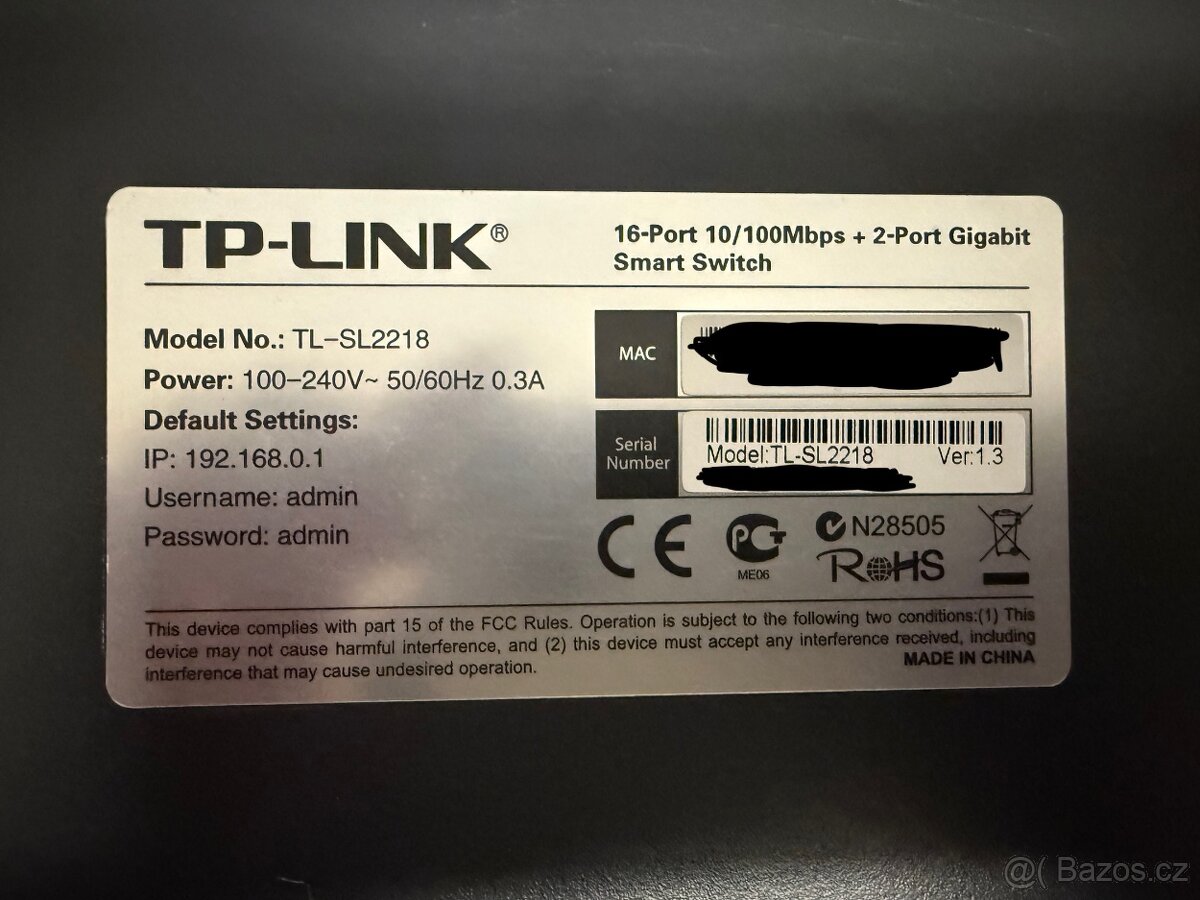 TP-LINK®
16-Port 10/100Mbps + 2-Port Gigabit
Smart Switch
Model No.: TL-SL2218
Power: 100-240V~ 50/60Hz 0.3A
Default Settings:
IP: 192.168.0.1
Username: admin
Password: admin
MAC
Serial
Number
Model:TL-SL2218 Ver:1.3
CE
PCT
ME06
N28505
RoHS
This device complies with part 15 of the FCC Rules. Operation is subject to the following two conditions:(1) This
device may not cause harmful interference, and (2) this device must accept any interference received, including
interference that may cause undesired operation.
MADE IN CHINA
@( Bazos.cz